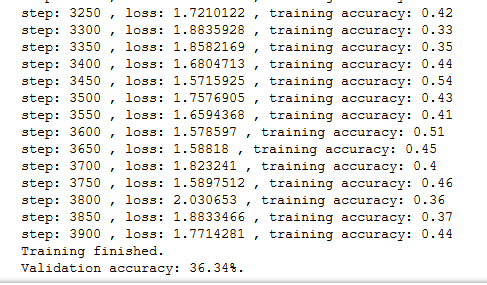 step: 3250 , loss: 1.7210122 , training accuracy: 0.42
step: 3300 , loss: 1.8835928 , training accuracy: 0.33
step: 3350 , loss: 1.8582169 , training accuracy: 0.35
step: 3400 , loss: 1.6804713 , training accuracy: 0.44
step: 3450 , loss: 1.5715925 , training accuracy: 0.54
step: 3500 , loss: 1.7576905 , training accuracy: 0.43
step: 3550 , loss: 1.6594368 , training accuracy: 0.41
step: 3600 , loss: 1.578597 , training accuracy: 0.51
step: 3650 , loss: 1.58818 , training accuracy: 0.45
step: 3700 , loss: 1.823241 , training accuracy: 0.4
step: 3750 , loss: 1.5897512 , training accuracy: 0.46
step: 3800 , loss: 2.030653 , training accuracy: 0.36
step: 3850 , loss: 1.8833466 , training accuracy: 0.37
step: 3900 , loss: 1.7714281 , training accuracy: 0.44
Training finished.
Validation accuracy: 36.34%.